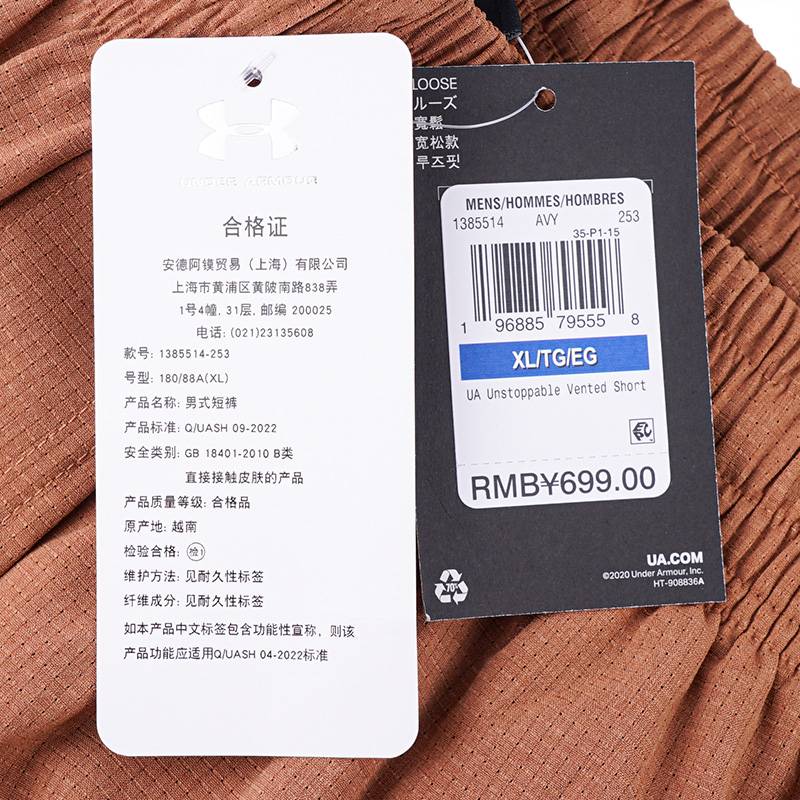 UNDER ARMOUR
合格证
安德阿镆贸易（上海）有限公司
上海市黄浦区黄陂南路838弄
1号4幢, 31层, 邮编 200025
电话: (021)23135608
款号: 1385514-253
号型: 180/88A(XL)
产品名称: 男式短裤
产品标准: Q/UASH 09-2022
安全类别: GB 18401-2010 B类
直接接触皮肤的产品
产品质量等级: 合格品
原产地: 越南
检验合格: 檢1
维护方法: 见耐久性标签
纤维成分: 见耐久性标签
如本产品中文标签包含功能性宣称，则该
产品功能应适用Q/UASH 04-2022标准
LOOSE
ルーズ
寬鬆
宽松款
루즈핏
MENS/HOMMES/HOMBRES
1385514 AVY 253
35-P1-15
1 96885 79555 8
XL/TG/EG
UA Unstoppable Vented Short
RMB¥699.00
70%
UA.COM
©2020 Under Armour, Inc.
HT-908836A